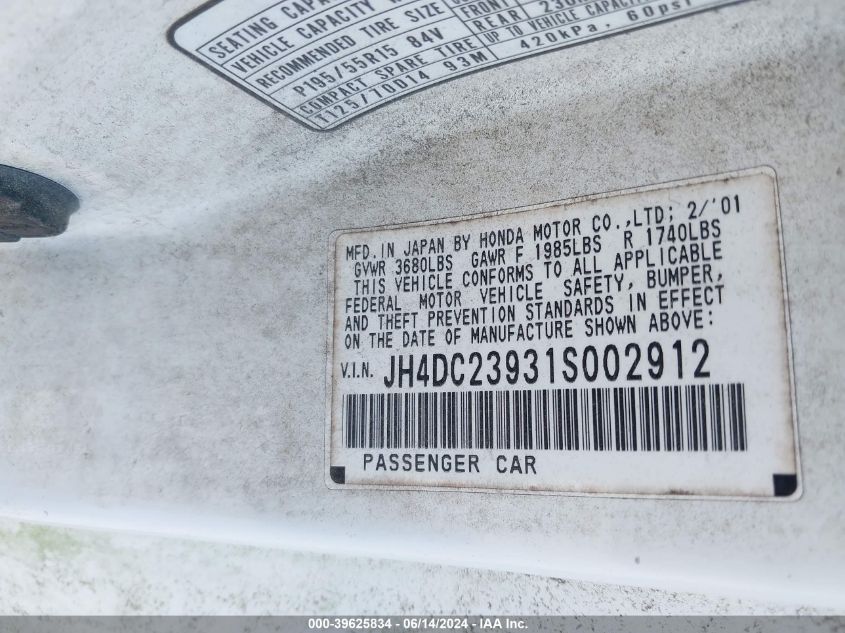 SEATING CAPA
VEHICLE CAPACITY
RECOMMENDED TIRE SIZE FRONT
P195/55R15 84V REAR 230
COMPACT SPARE TIRE UP TO VEHICLE CAPACITY
T125/70D14 93M 420kPa, 60psi
MFD. IN JAPAN BY HONDA MOTOR CO.,LTD; 2/'01
GVWR 3680LBS GAWR F 1985LBS R 1740LBS
THIS VEHICLE CONFORMS TO ALL APPLICABLE
FEDERAL MOTOR VEHICLE SAFETY, BUMPER,
AND THEFT PREVENTION STANDARDS IN EFFECT
ON THE DATE OF MANUFACTURE SHOWN ABOVE:
V.I.N. JH4DC23931S002912
PASSENGER CAR
000-39625834 - 06/14/2024 - IAA Inc.